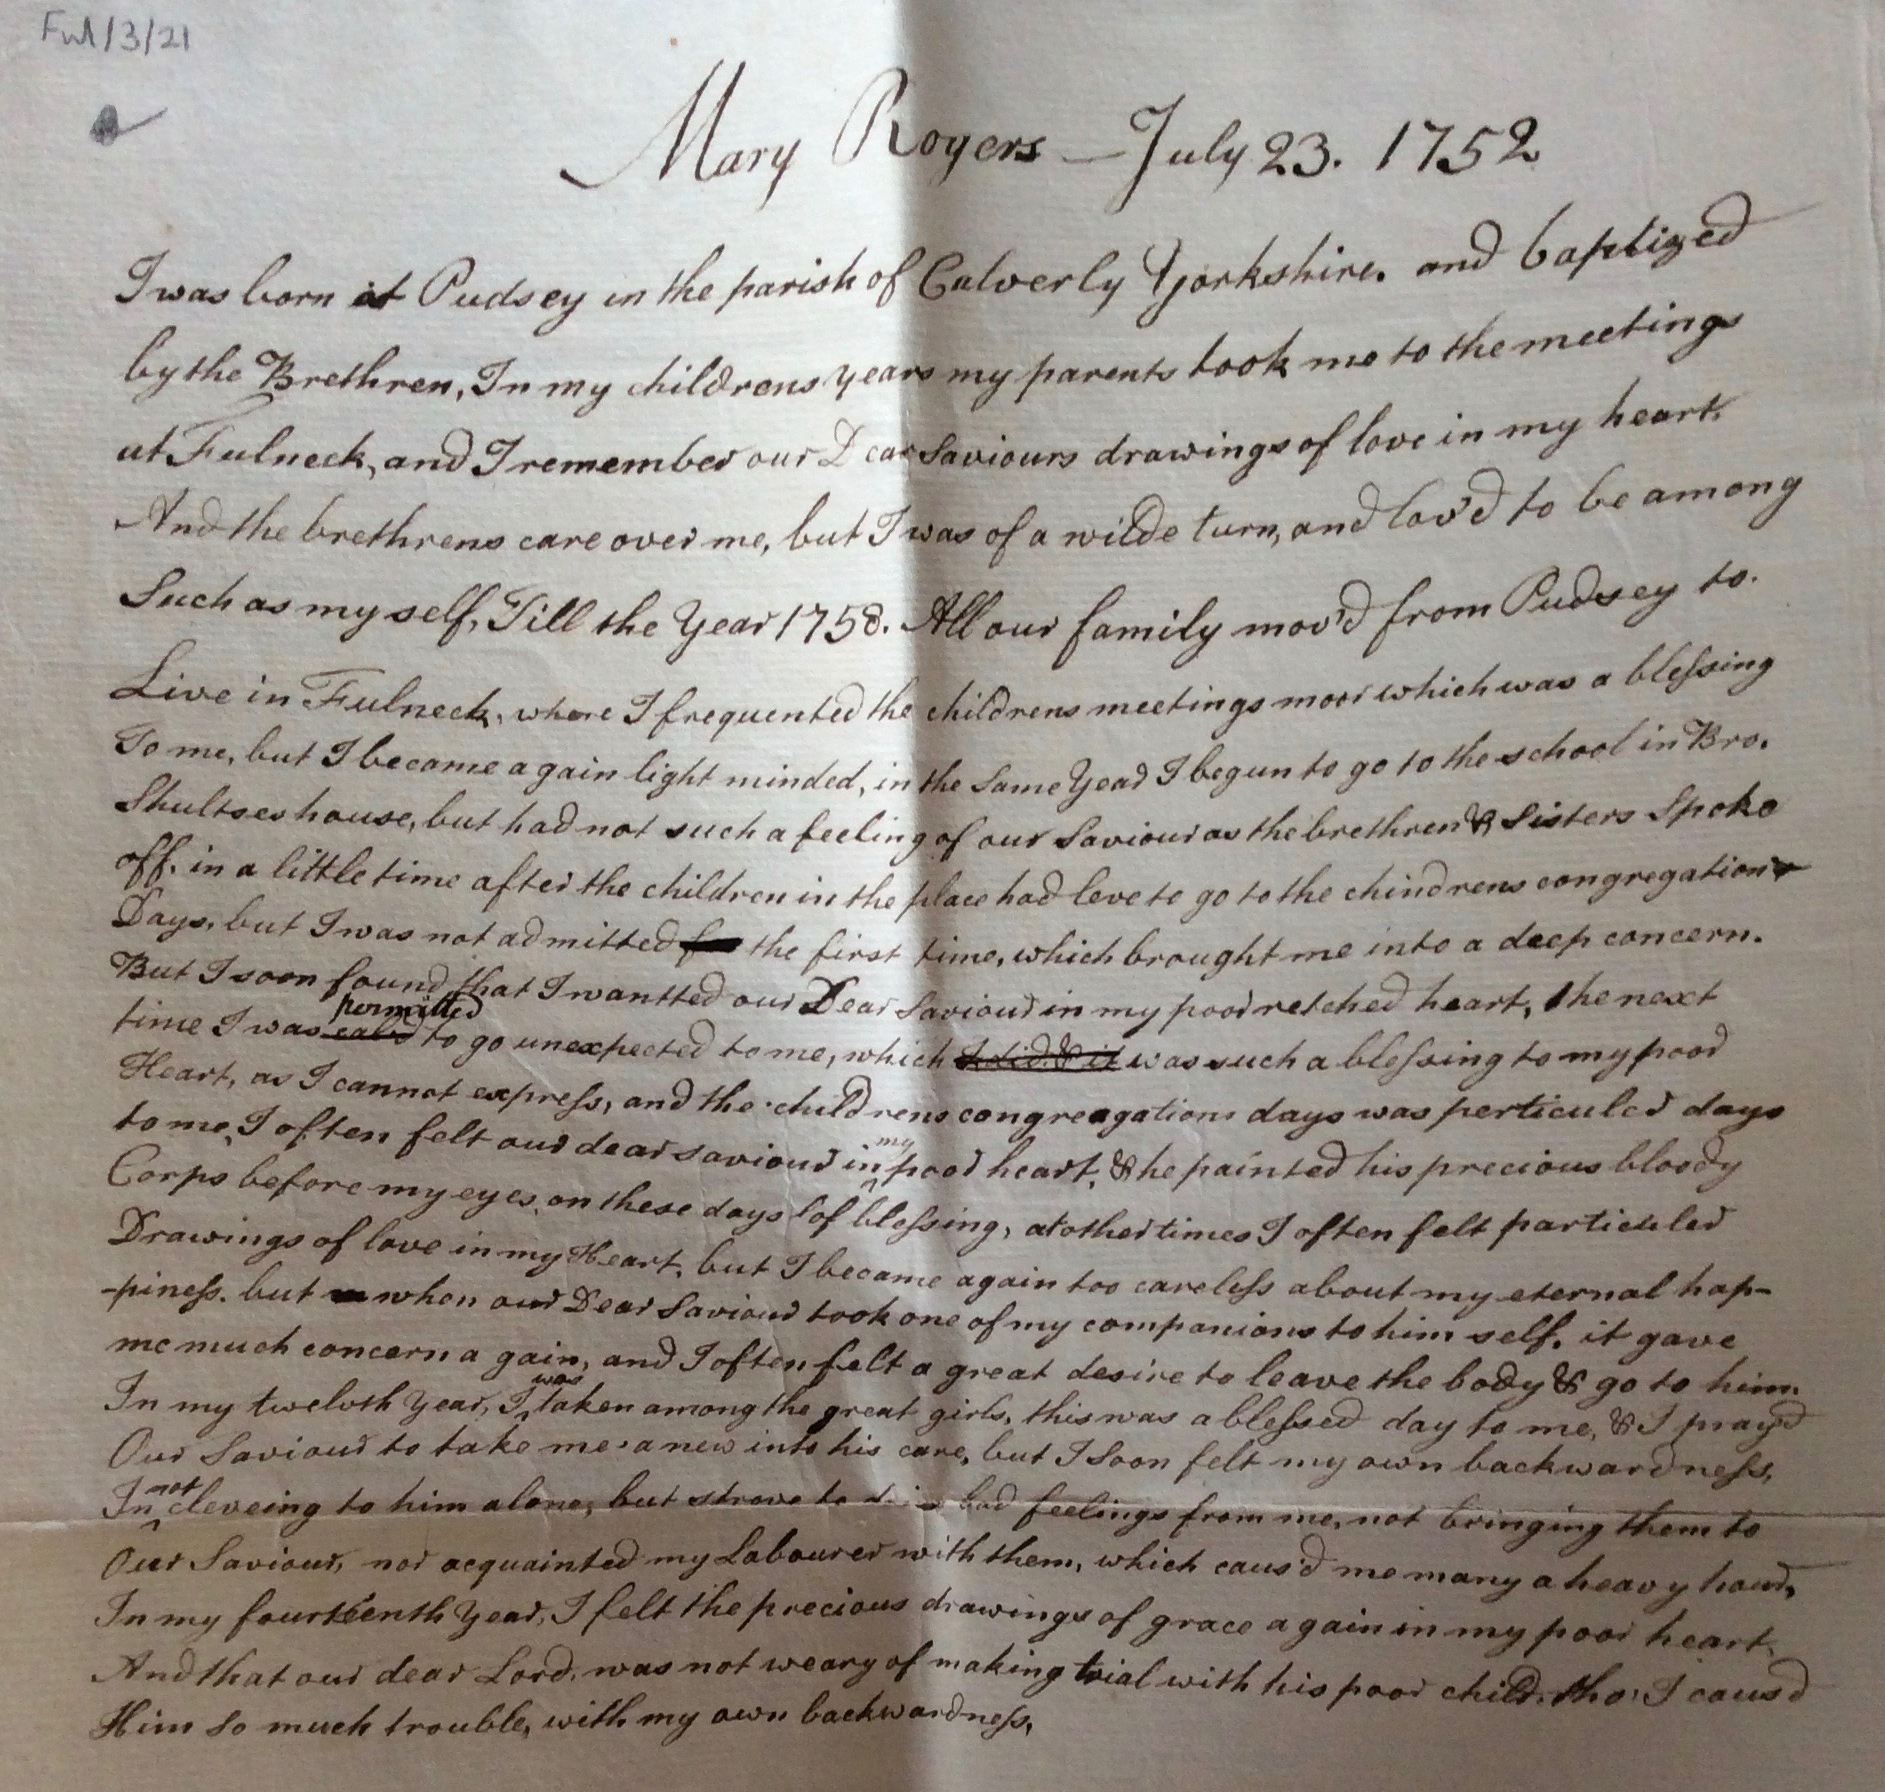 Ful/3/21
Mary Rogers — July 23. 1752
I was born at Pudsey in the parish of Calverly Yorkshire. and baptized
by the Brethren, In my childrens years my parents took me to the meetings
at Fulneck, and I remember our Dear Saviours drawings of love in my heart.
And the brethrens care over me, but I was of a wilde turn, and lov'd to be among
Such as my self, Till the Year 1758. All our family mov'd from Pudsey to.
Live in Fulneck, where I frequented the childrens meetings moor which was a blessing
To me, but I became again light minded, in the Same Year I begun to go to the school in Bro.
Shultses house, but had not such a feeling of our Saviour as the brethren & Sisters Spoke
off. in a little time after the children in the place had leve to go to the chindrens congregation
Days, but I was not admitted the first time, which brought me into a deep concern.
But I soon found that I wantted our Dear Saviour in my poor retched heart, the next
permitted
time I was cal'd to go unexpected to me, which I did & it was such a blessing to my poor
Heart, as I cannot express, and the childrens congreagations days was perticuler days
my
to me, I often felt our dear saviour in poor heart, & he painted his precious bloody
Corps before my eyes, on these days of blessing, at other times I often felt particuler
Drawings of love in my Heart, but I became again too careless about my eternal hap-
-piness. but when our Dear Saviour took one of my companions to him self, it gave
me much concern a gain, and I often felt a great desire to leave the body & go to him.
was
In my twelvth Year, I taken among the great girls, this was a blessed day to me, & I pray'd
Our Saviour to take me anew into his care, but I Soon felt my own backwardness,
not
In cleveing to him alone, but strove to bad feelings from me, not bringing them to
Our Saviour, nor acquainted my Labourer with them, which caus'd me many a heavy hour,
In my fourteenth Year, I felt the precious drawings of grace again in my poor heart
And that our dear Lord, was not weary of making trial with his poor child, tho' I caus'd
Him so much trouble, with my own backwardness,